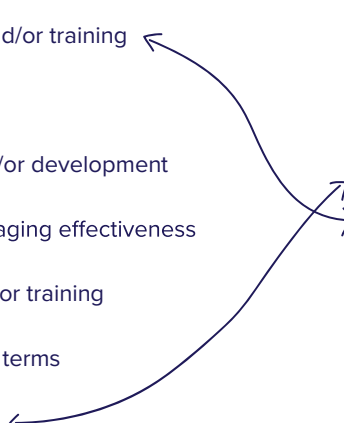 d/or training
/or development
aging effectiveness
or training
terms